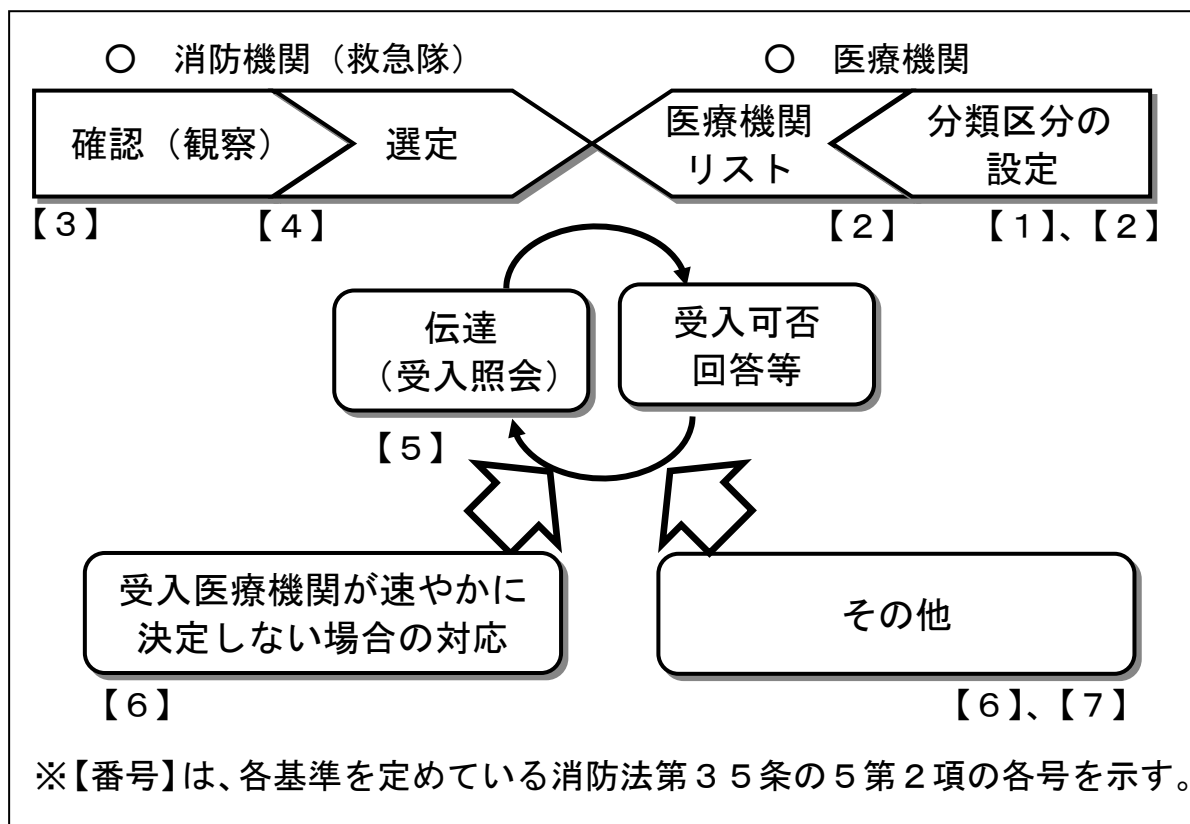 ○ 消防機関（救急隊） ○ 医療機関
確認（観察）
選定
医療機関
リスト
分類区分の
設定
【３】 【４】 【２】 【１】、【２】
伝達
（受入照会）
受入可否
回答等
【５】
受入医療機関が速やかに
決定しない場合の対応
その他
【６】 【６】、【７】
※【番号】は、各基準を定めている消防法第３５条の５第２項の各号を示す。